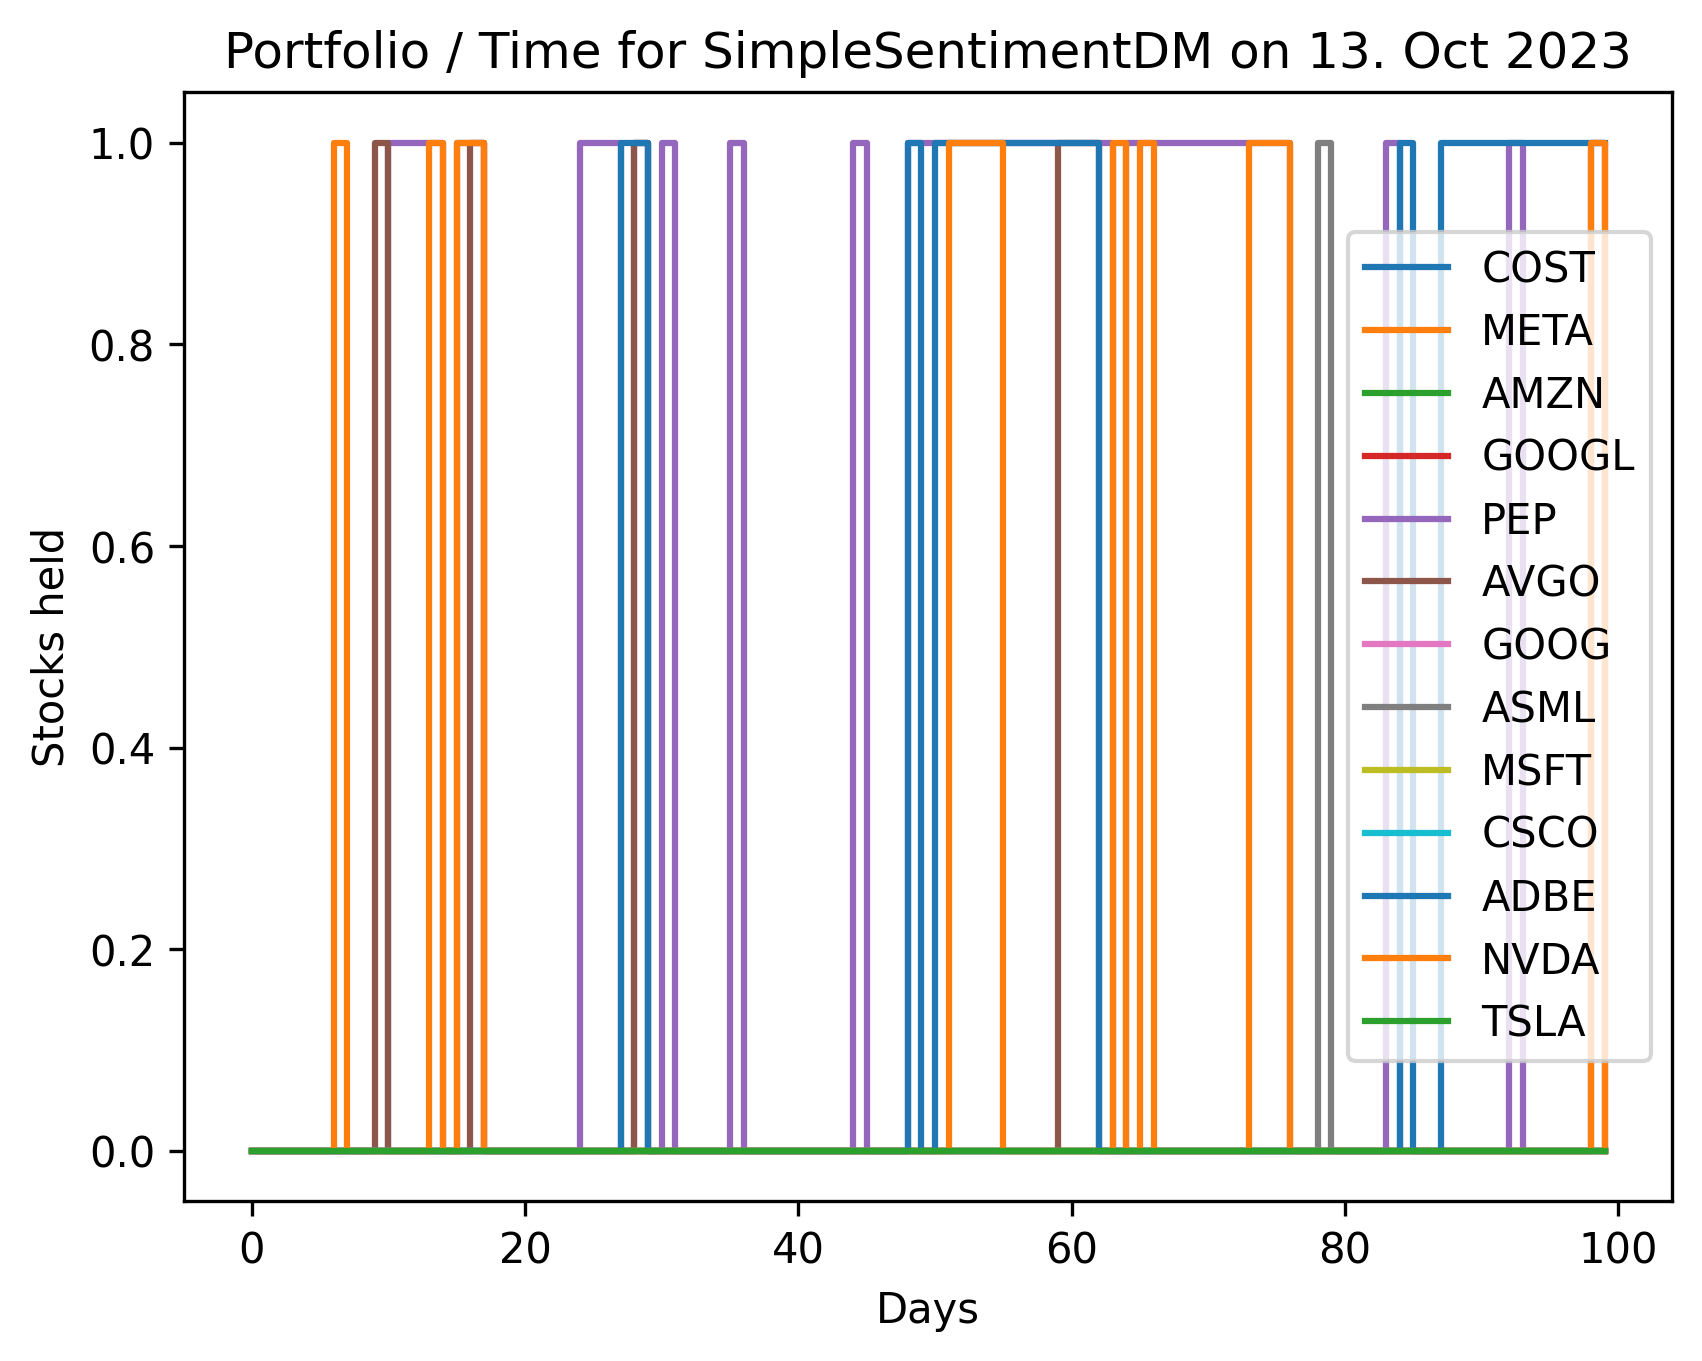 Portfolio / Time for SimpleSentimentDM on 13. Oct 2023
1.0
0.8
0.6
0.4
0.2
0.0
Stocks held
COST
META
AMZN
GOOGL
PEP
AVGO
GOOG
ASML
MSFT
CSCO
ADBE
NVDA
TSLA
0 20 40 60 80 100
Days